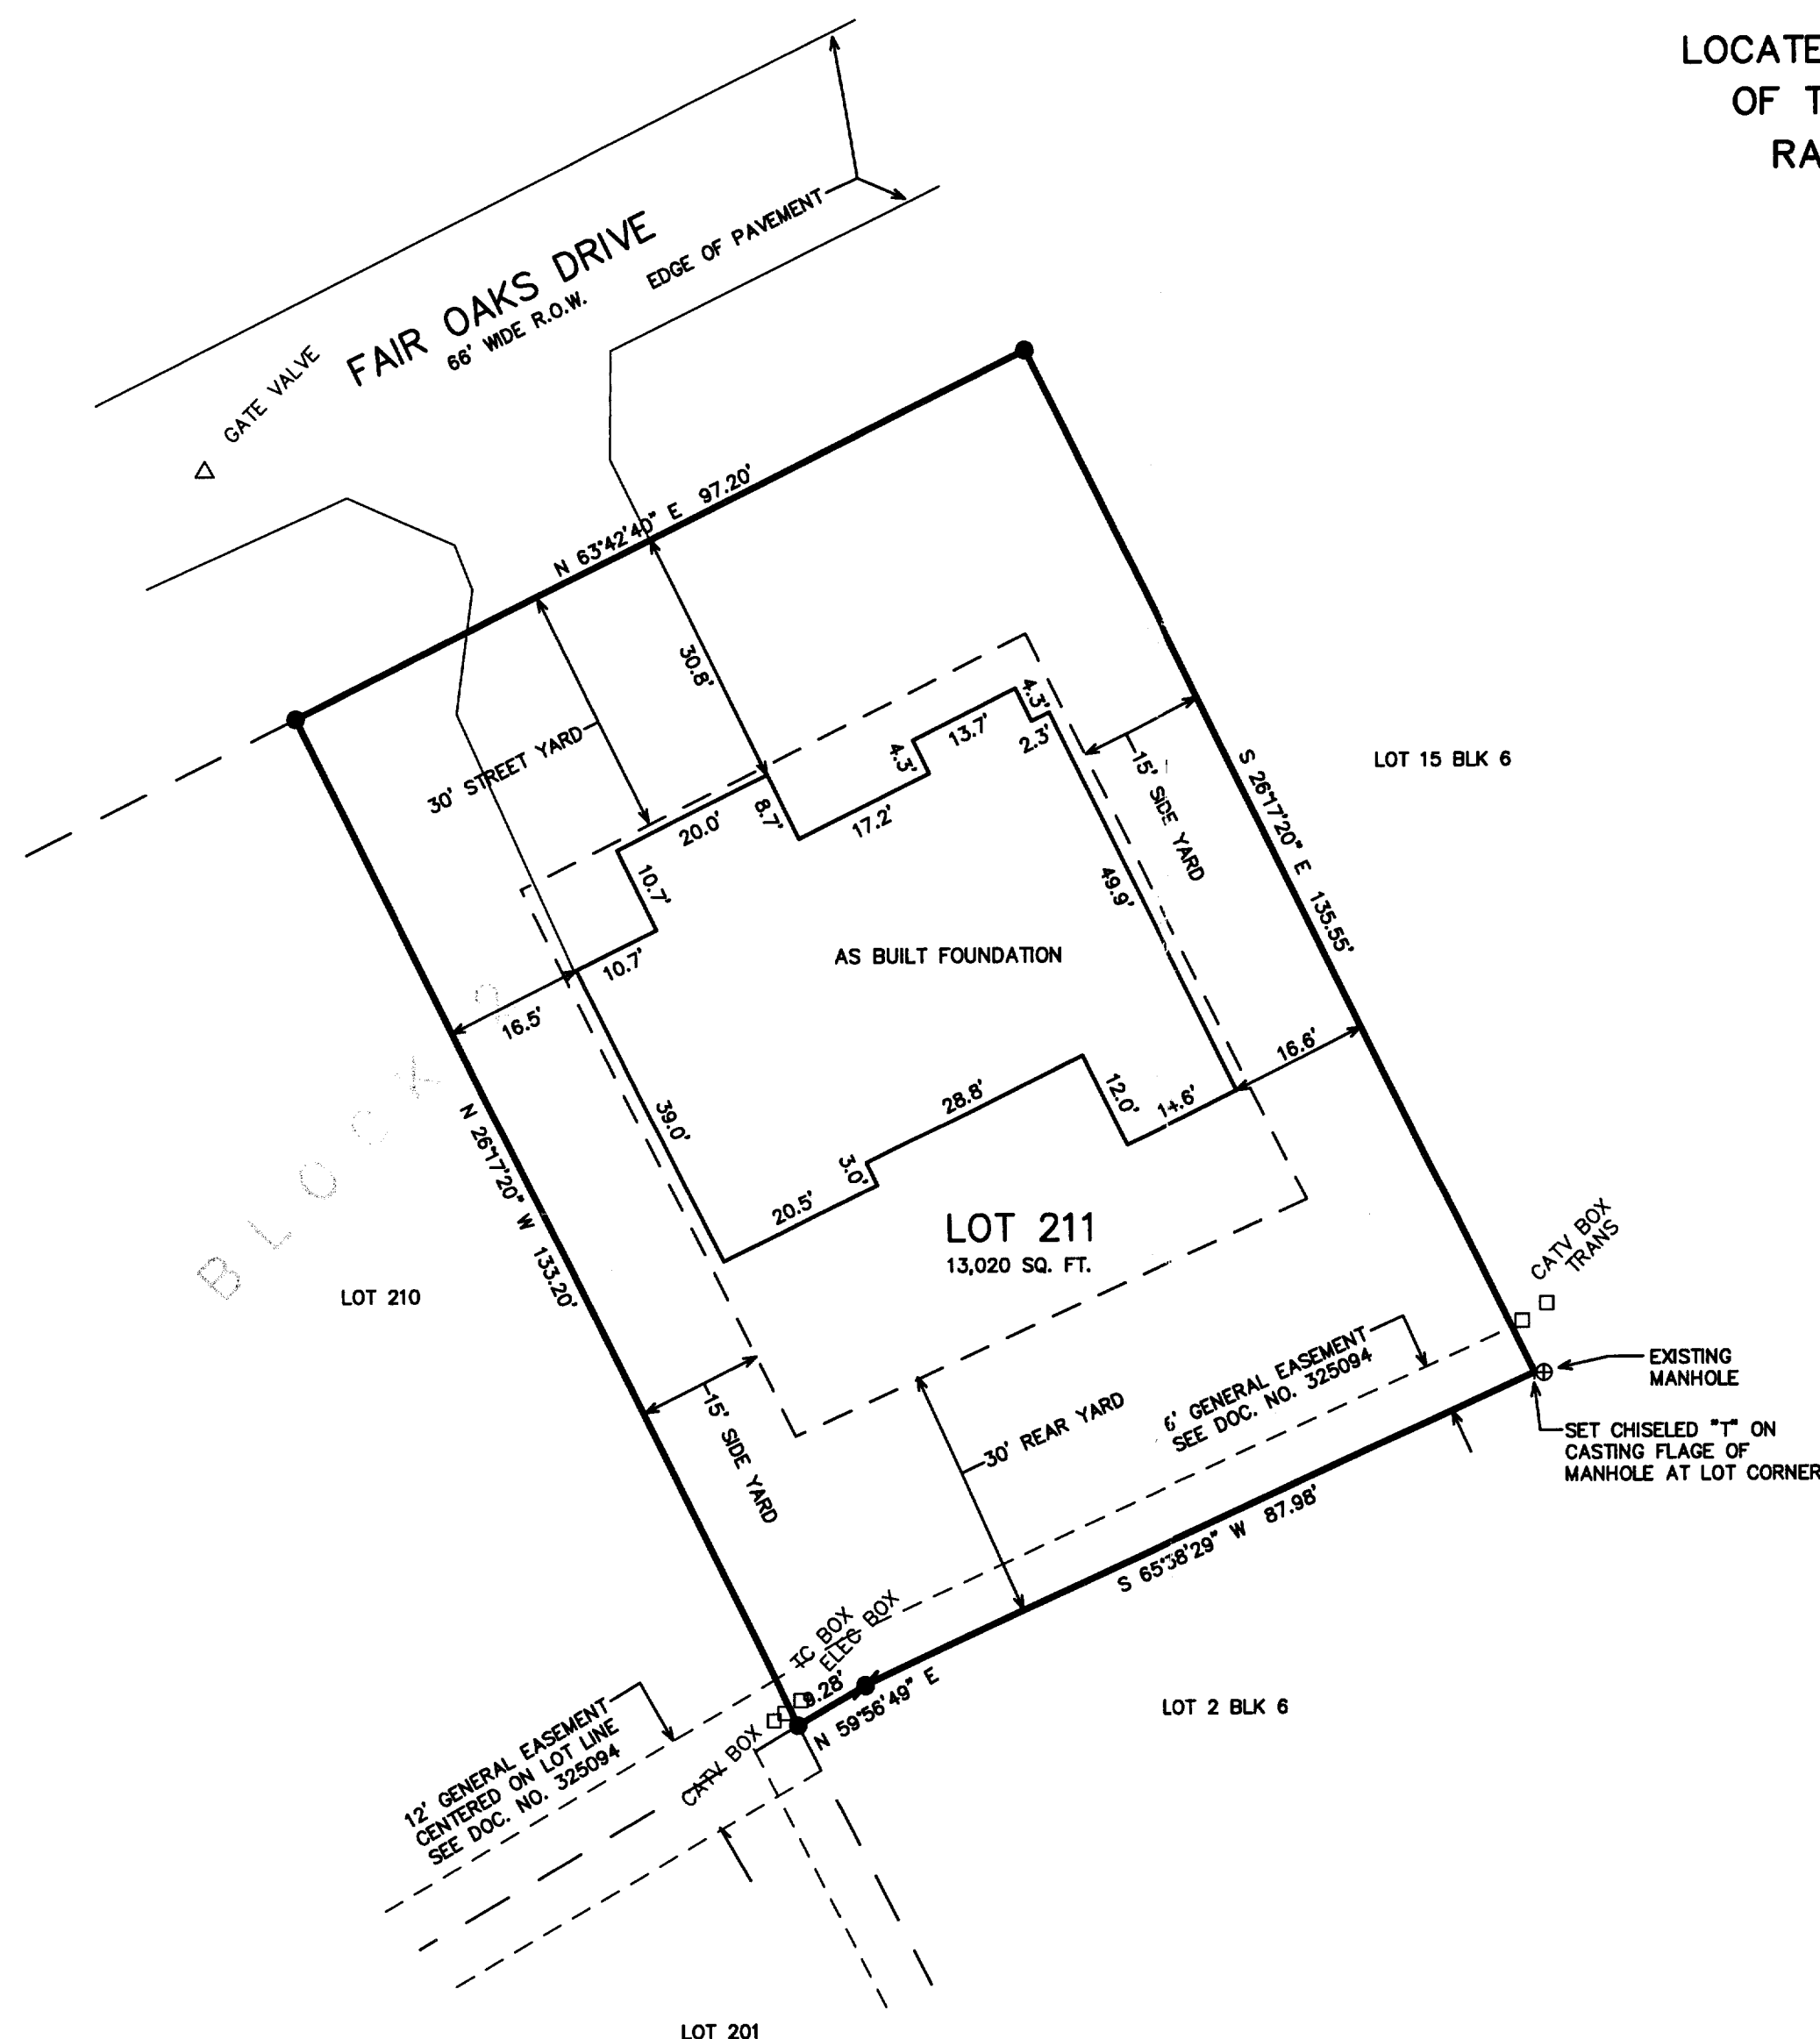 LOCATE
OF T
RA
FAIR OAKS DRIVE
66' WIDE R.O.W.
EDGE OF PAVEMENT
GATE VALVE
N 63°42'40" E 97.20'
30.8'
30' STREET YARD
4.3'
13.7'
2.3'
4.3'
17.2'
8.7'
20.0'
10.7'
10.7'
16.5'
15' SIDE YARD
S 26°17'20" E 135.55'
LOT 15 BLK 6
49.9'
AS BUILT FOUNDATION
16.6'
14.6'
12.0'
28.8'
3.0'
20.5'
39.0'
N 26°17'20" W 133.20'
BLOCK
LOT 210
LOT 211
13,020 SQ. FT.
CATV BOX
TRANS
EXISTING
MANHOLE
SET CHISELED "T" ON
CASTING FLAGE OF
MANHOLE AT LOT CORNER
6' GENERAL EASEMENT
SEE DOC. NO. 325094
30' REAR YARD
15' SIDE YARD
S 65°38'29" W 87.98'
TC BOX
ELEC BOX
9.28'
N 59°56'49" E
LOT 2 BLK 6
CATV BOX
12' GENERAL EASEMENT
CENTERED ON LOT LINE
SEE DOC. NO. 325094
LOT 201